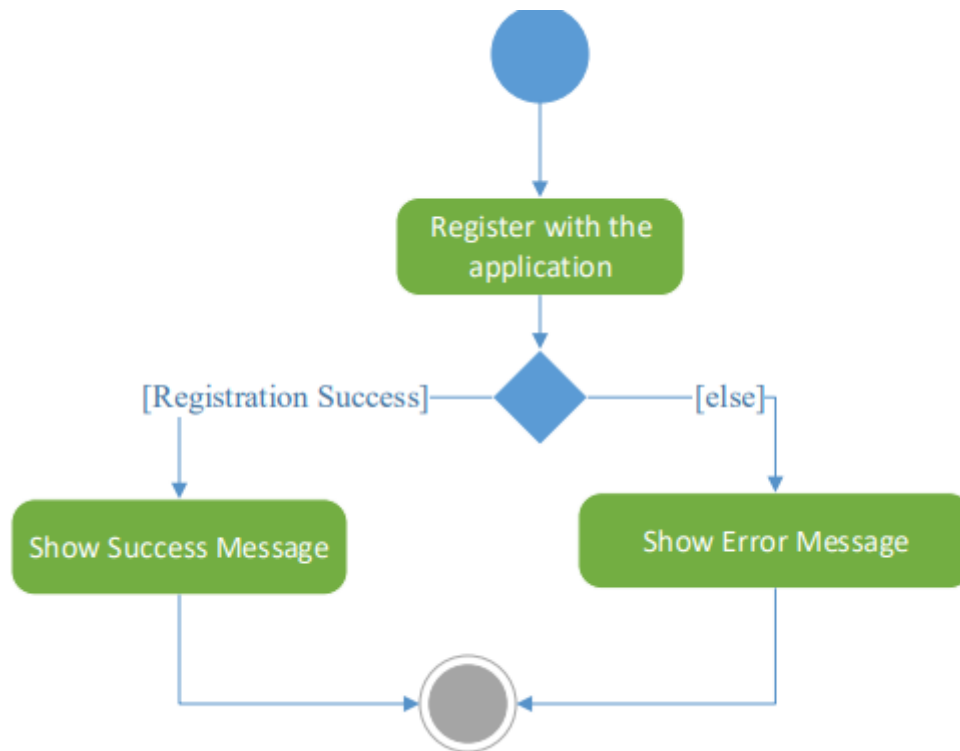 Register with the
application
[Registration Success]
[else]
Show Success Message
Show Error Message